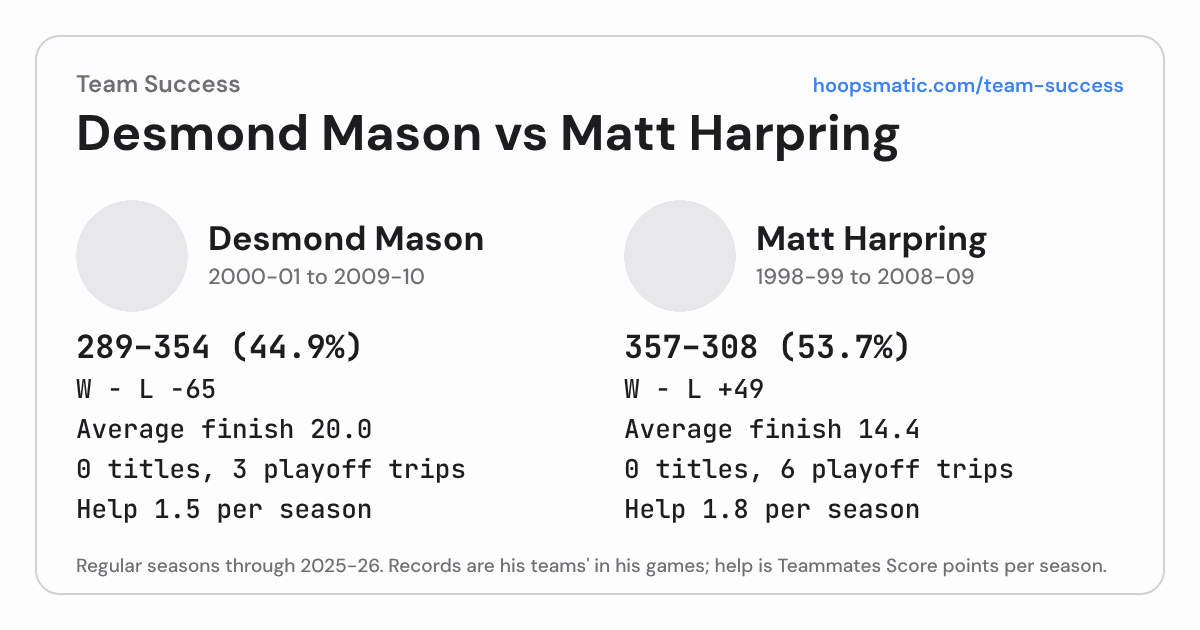 Team Success
hoopsmatic.com/team-success
Desmond Mason vs Matt Harpring
Desmond Mason
2000-01 to 2009-10
289-354 (44.9%)
W - L -65
Average finish 20.0
0 titles, 3 playoff trips
Help 1.5 per season
Matt Harpring
1998-99 to 2008-09
357-308 (53.7%)
W - L +49
Average finish 14.4
0 titles, 6 playoff trips
Help 1.8 per season
Regular seasons through 2025-26. Records are his teams' in his games; help is Teammates Score points per season.